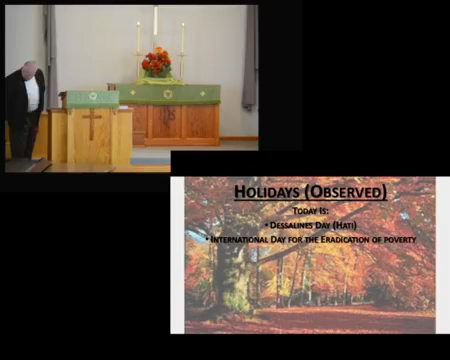 Holidays (Observed)
Today Is:
• Dessalines Day (Hati)
• International Day for the Eradication of poverty